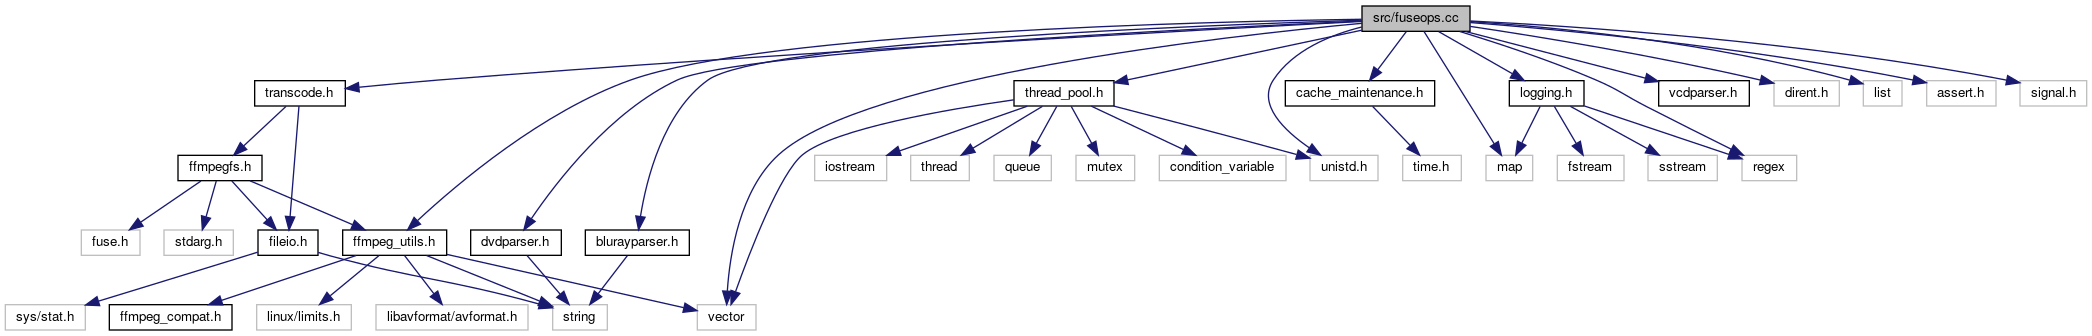 src/fuseops.cc
transcode.h
thread_pool.h
cache_maintenance.h
logging.h
vcdparser.h
dirent.h
list
assert.h
signal.h
ffmpegfs.h
iostream
thread
queue
mutex
condition_variable
unistd.h
time.h
map
fstream
sstream
regex
fuse.h
stdarg.h
fileio.h
ffmpeg_utils.h
dvdparser.h
blurayparser.h
sys/stat.h
ffmpeg_compat.h
linux/limits.h
libavformat/avformat.h
string
vector